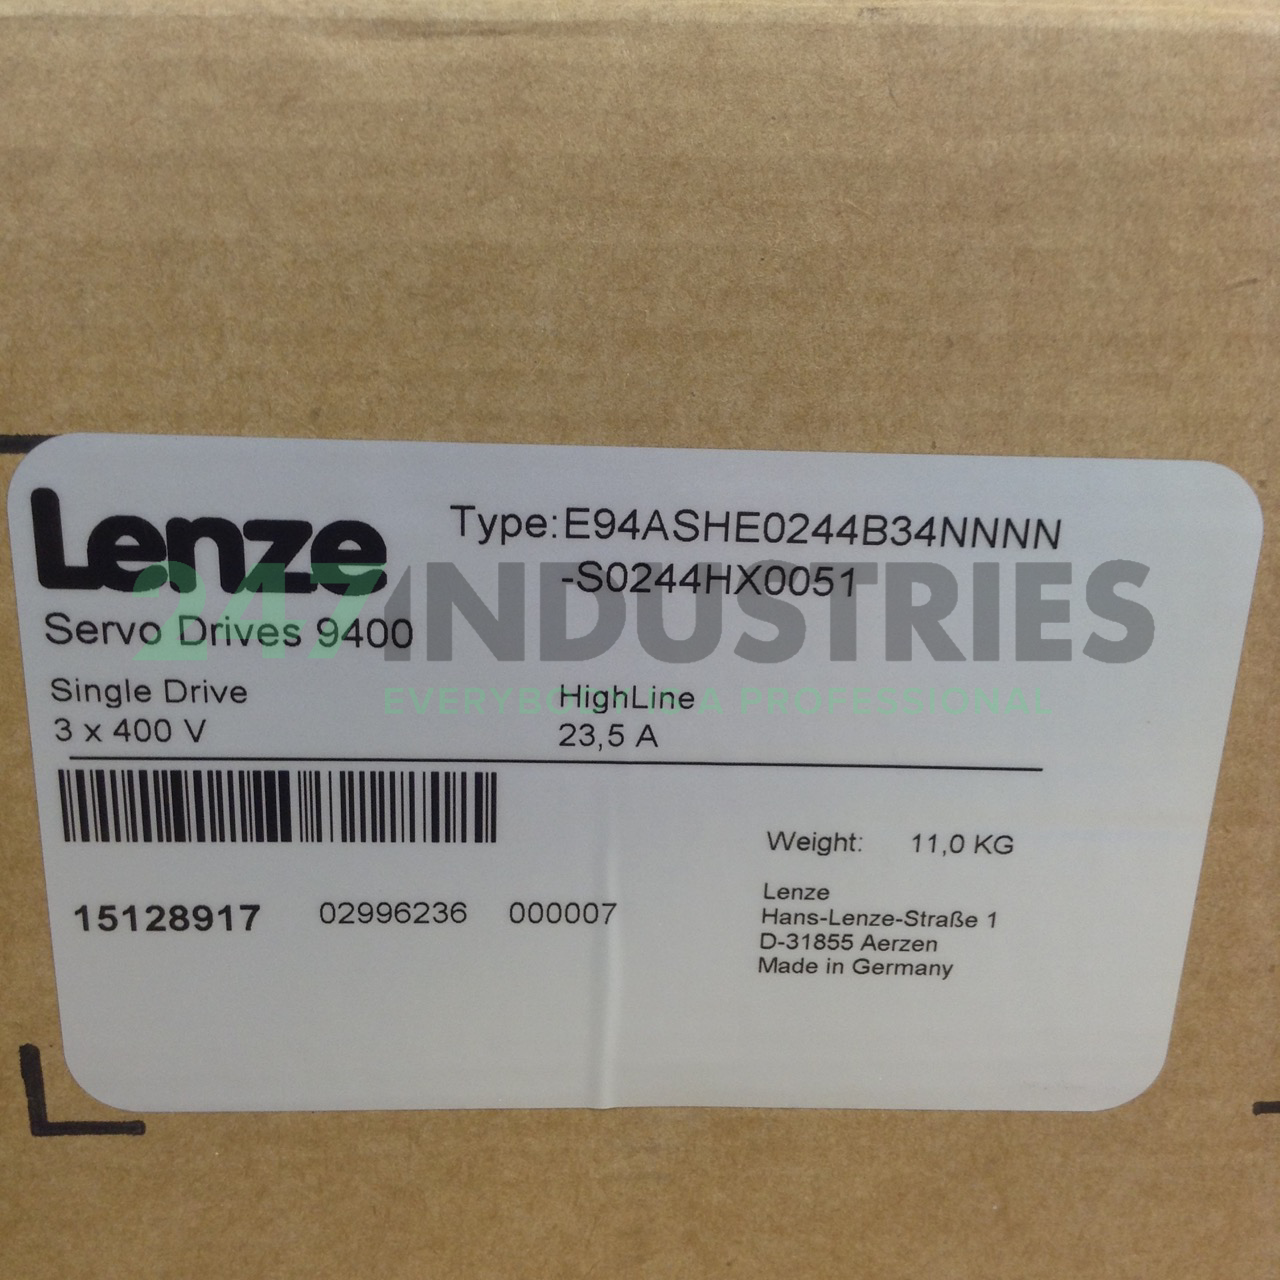 Lenze
Type:E94ASHE0244B34NNNN
-S0244HX0051
247INDUSTRIES
Servo Drives 9400
EVERYBODY IS A PROFESSIONAL
Single Drive HighLine
3 x 400 V 23,5 A
Weight: 11,0 KG
15128917 02996236 000007
Lenze
Hans-Lenze-Straße 1
D-31855 Aerzen
Made in Germany